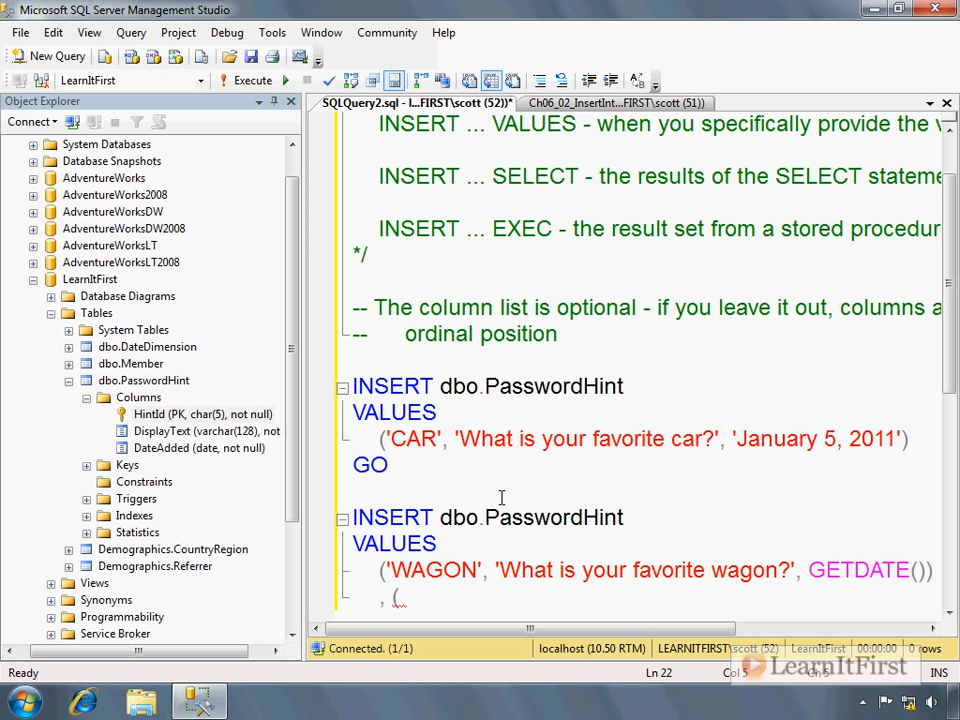 Microsoft SQL Server Management Studio
File Edit View Query Project Debug Tools Window Community Help
New Query
LearnItFirst Execute
Object Explorer
Connect
System Databases
Database Snapshots
AdventureWorks
AdventureWorks2008
AdventureWorksDW
AdventureWorksDW2008
AdventureWorksLT
AdventureWorksLT2008
LearnItFirst
Database Diagrams
Tables
System Tables
dbo.DateDimension
dbo.Member
dbo.PasswordHint
Columns
HintId (PK, char(5), not null)
DisplayText (varchar(128), not
DateAdded (date, not null)
Keys
Constraints
Triggers
Indexes
Statistics
Demographics.CountryRegion
Demographics.Referrer
Views
Synonyms
Programmability
Service Broker
SQLQuery2.sql - l...FIRST\scott (52))* Ch06_02_InsertInt...FIRST\scott (51))
INSERT ... VALUES - when you specifically provide the v
INSERT ... SELECT - the results of the SELECT stateme
INSERT ... EXEC - the result set from a stored procedur
*/
-- The column list is optional - if you leave it out, columns a
-- ordinal position
INSERT dbo.PasswordHint
VALUES
('CAR', 'What is your favorite car?', 'January 5, 2011')
GO
INSERT dbo.PasswordHint
VALUES
('WAGON', 'What is your favorite wagon?', GETDATE())
, (
Connected. (1/1) localhost (10.50 RTM) LEARNITFIRST\scott (52) LearnItFirst 00:00:00 0 rows
Ready Ln 22 Col 5 Ch 5 INS
LearnItFirst